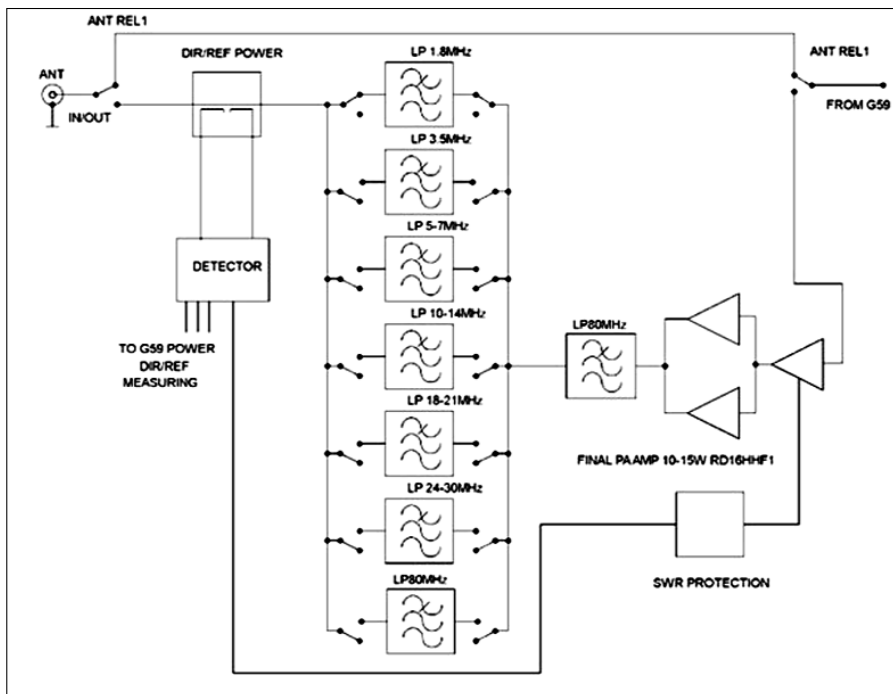 ANT REL1
DIR/REF POWER
LP 1.8MHz
ANT REL1
ANT
IN/OUT
FROM G59
LP 3.5MHz
LP 5-7MHz
DETECTOR
LP 10-14MHz
LP80MHz
TO G59 POWER
DIR/REF
MEASURING
LP 18-21MHz
FINAL PA AMP 10-15W RD16HHF1
LP 24-30MHz
SWR PROTECTION
LP80MHz